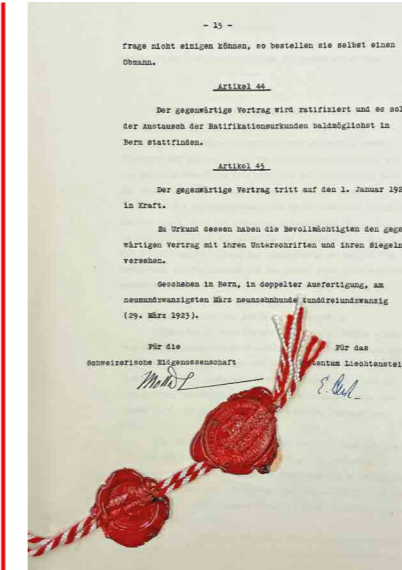 - 15 -
frage nicht einigen können, so bestellen sie selbst einen
Obmann.
Artikel 44
Der gegenwärtige Vertrag wird ratifiziert und es sol
der Austausch der Ratifikationsurkunden baldmöglichst in
Bern stattfinden.
Artikel 45
Der gegenwärtige Vertrag tritt auf den 1. Januar 192
in Kraft.
Zu Urkund dessen haben die Bevollmächtigten den gege
wärtigen Vertrag mit ihren Unterschriften und ihren Siegeln
versehen.
Geschehen in Bern, in doppelter Ausfertigung, am
neunundzwanzigsten März neunzehnhunde tunddreiundzwanzig
(29. März 1923).
Für die
Schweizerische Eidgenossenschaft
Für das
tentum Liechtenstei